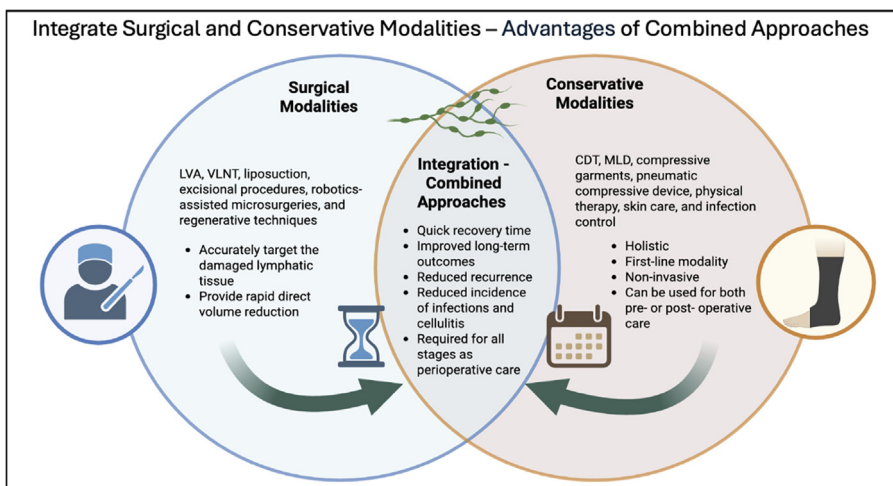 Integrate Surgical and Conservative Modalities – Advantages of Combined Approaches
Surgical
Modalities
LVA, VLNT, liposuction,
excisional procedures, robotics-
assisted microsurgeries, and
regenerative techniques
• Accurately target the
damaged lymphatic
tissue
• Provide rapid direct
volume reduction
Integration -
Combined
Approaches
• Quick recovery time
• Improved long-term
outcomes
• Reduced recurrence
• Reduced incidence
of infections and
cellulitis
• Required for all
stages as
perioperative care
Conservative
Modalities
CDT, MLD, compressive
garments, pneumatic
compressive device, physical
therapy, skin care, and infection
control
• Holistic
• First-line modality
• Non-invasive
• Can be used for both
pre- or post- operative
care